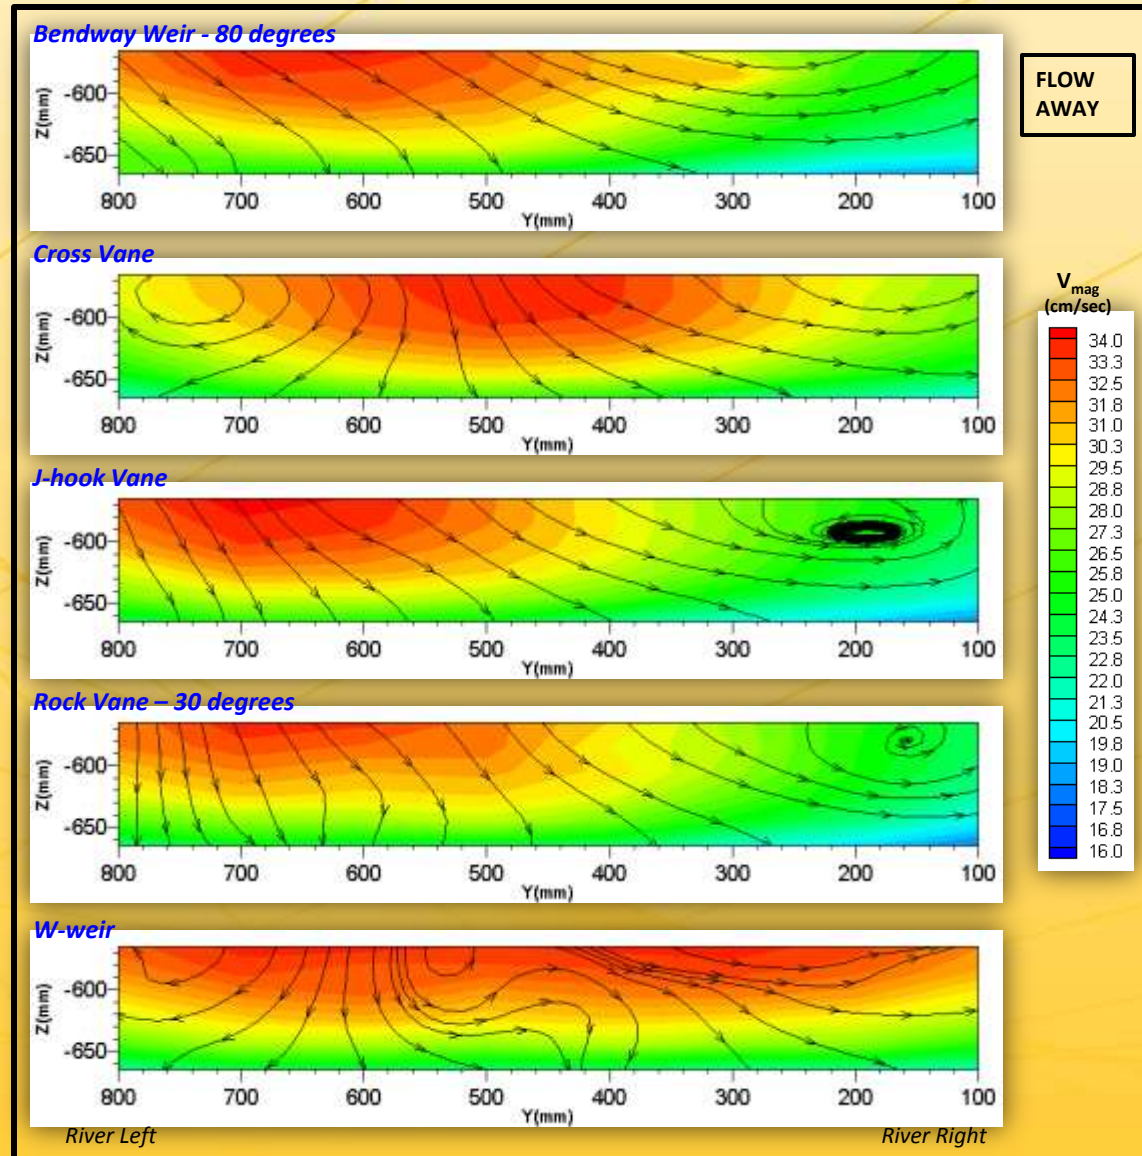 Bendway Weir - 80 degrees
FLOW
AWAY
Z(mm)
-600
-650
800 700 600 500 400 300 200 100
Y(mm)
Cross Vane
Z(mm)
-600
-650
800 700 600 500 400 300 200 100
Y(mm)
Vmag
(cm/sec)
34.0
33.3
32.5
31.8
31.0
30.3
29.5
28.8
28.0
27.3
26.5
25.8
25.0
24.3
23.5
22.8
22.0
21.3
20.5
19.8
19.0
18.3
17.5
16.8
16.0
J-hook Vane
Z(mm)
-600
-650
800 700 600 500 400 300 200 100
Y(mm)
Rock Vane – 30 degrees
Z(mm)
-600
-650
800 700 600 500 400 300 200 100
Y(mm)
W-weir
Z(mm)
-600
-650
800 700 600 500 400 300 200 100
Y(mm)
River Left River Right